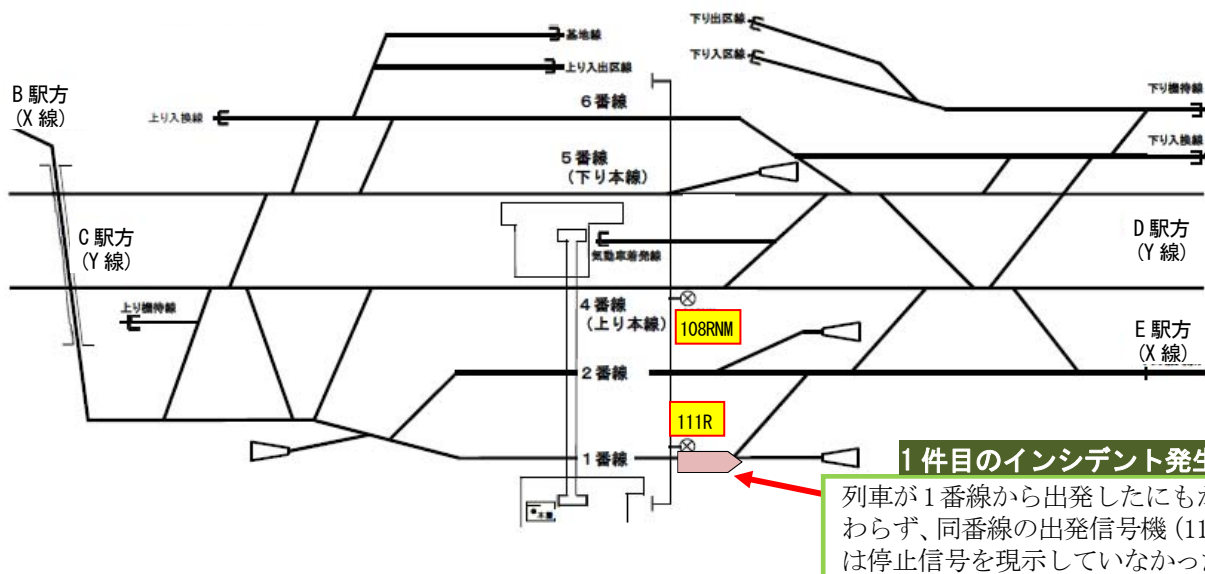 下り出区線
基地線
下り入区線
上り入出区線
B駅方
(X線)
下り機待線
6番線
上り入換線
下り入換線
5番線
(下り本線)
C駅方
(Y線)
D駅方
(Y線)
気動車着発線
上り機待線
4番線
(上り本線)
108RNM
E駅方
(X線)
2番線
111R
1番線
1件目のインシデント発生
列車が1番線から出発したにもか
わらず、同番線の出発信号機(11
は停止信号を現示していなかった
本屋